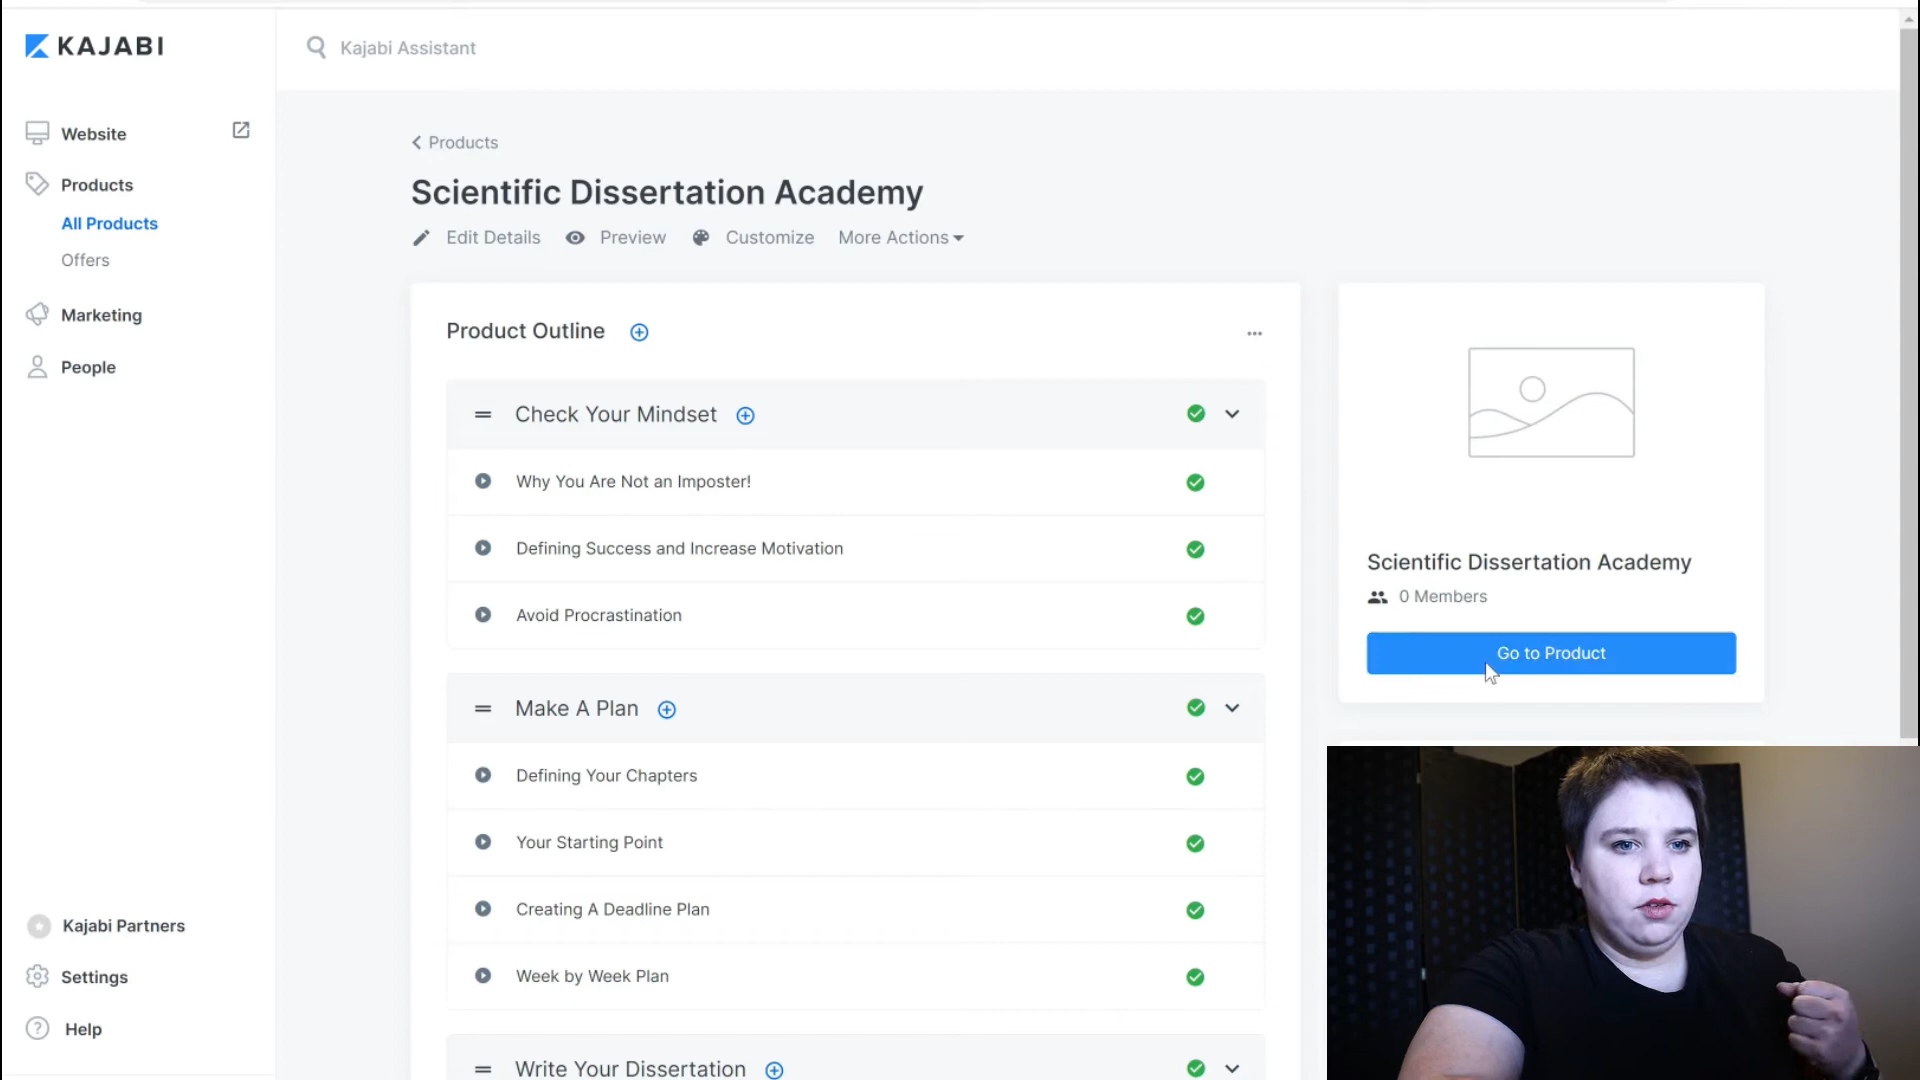 KAJABI
Kajabi Assistant
Website
Products
All Products
Offers
Marketing
People
Kajabi Partners
Settings
Help
Products
Scientific Dissertation Academy
Edit Details
Preview
Customize
More Actions
Product Outline
Check Your Mindset
Why You Are Not an Imposter!
Defining Success and Increase Motivation
Avoid Procrastination
Make A Plan
Defining Your Chapters
Your Starting Point
Creating A Deadline Plan
Week by Week Plan
Write Your Dissertation
Scientific Dissertation Academy
0 Members
Go to Product